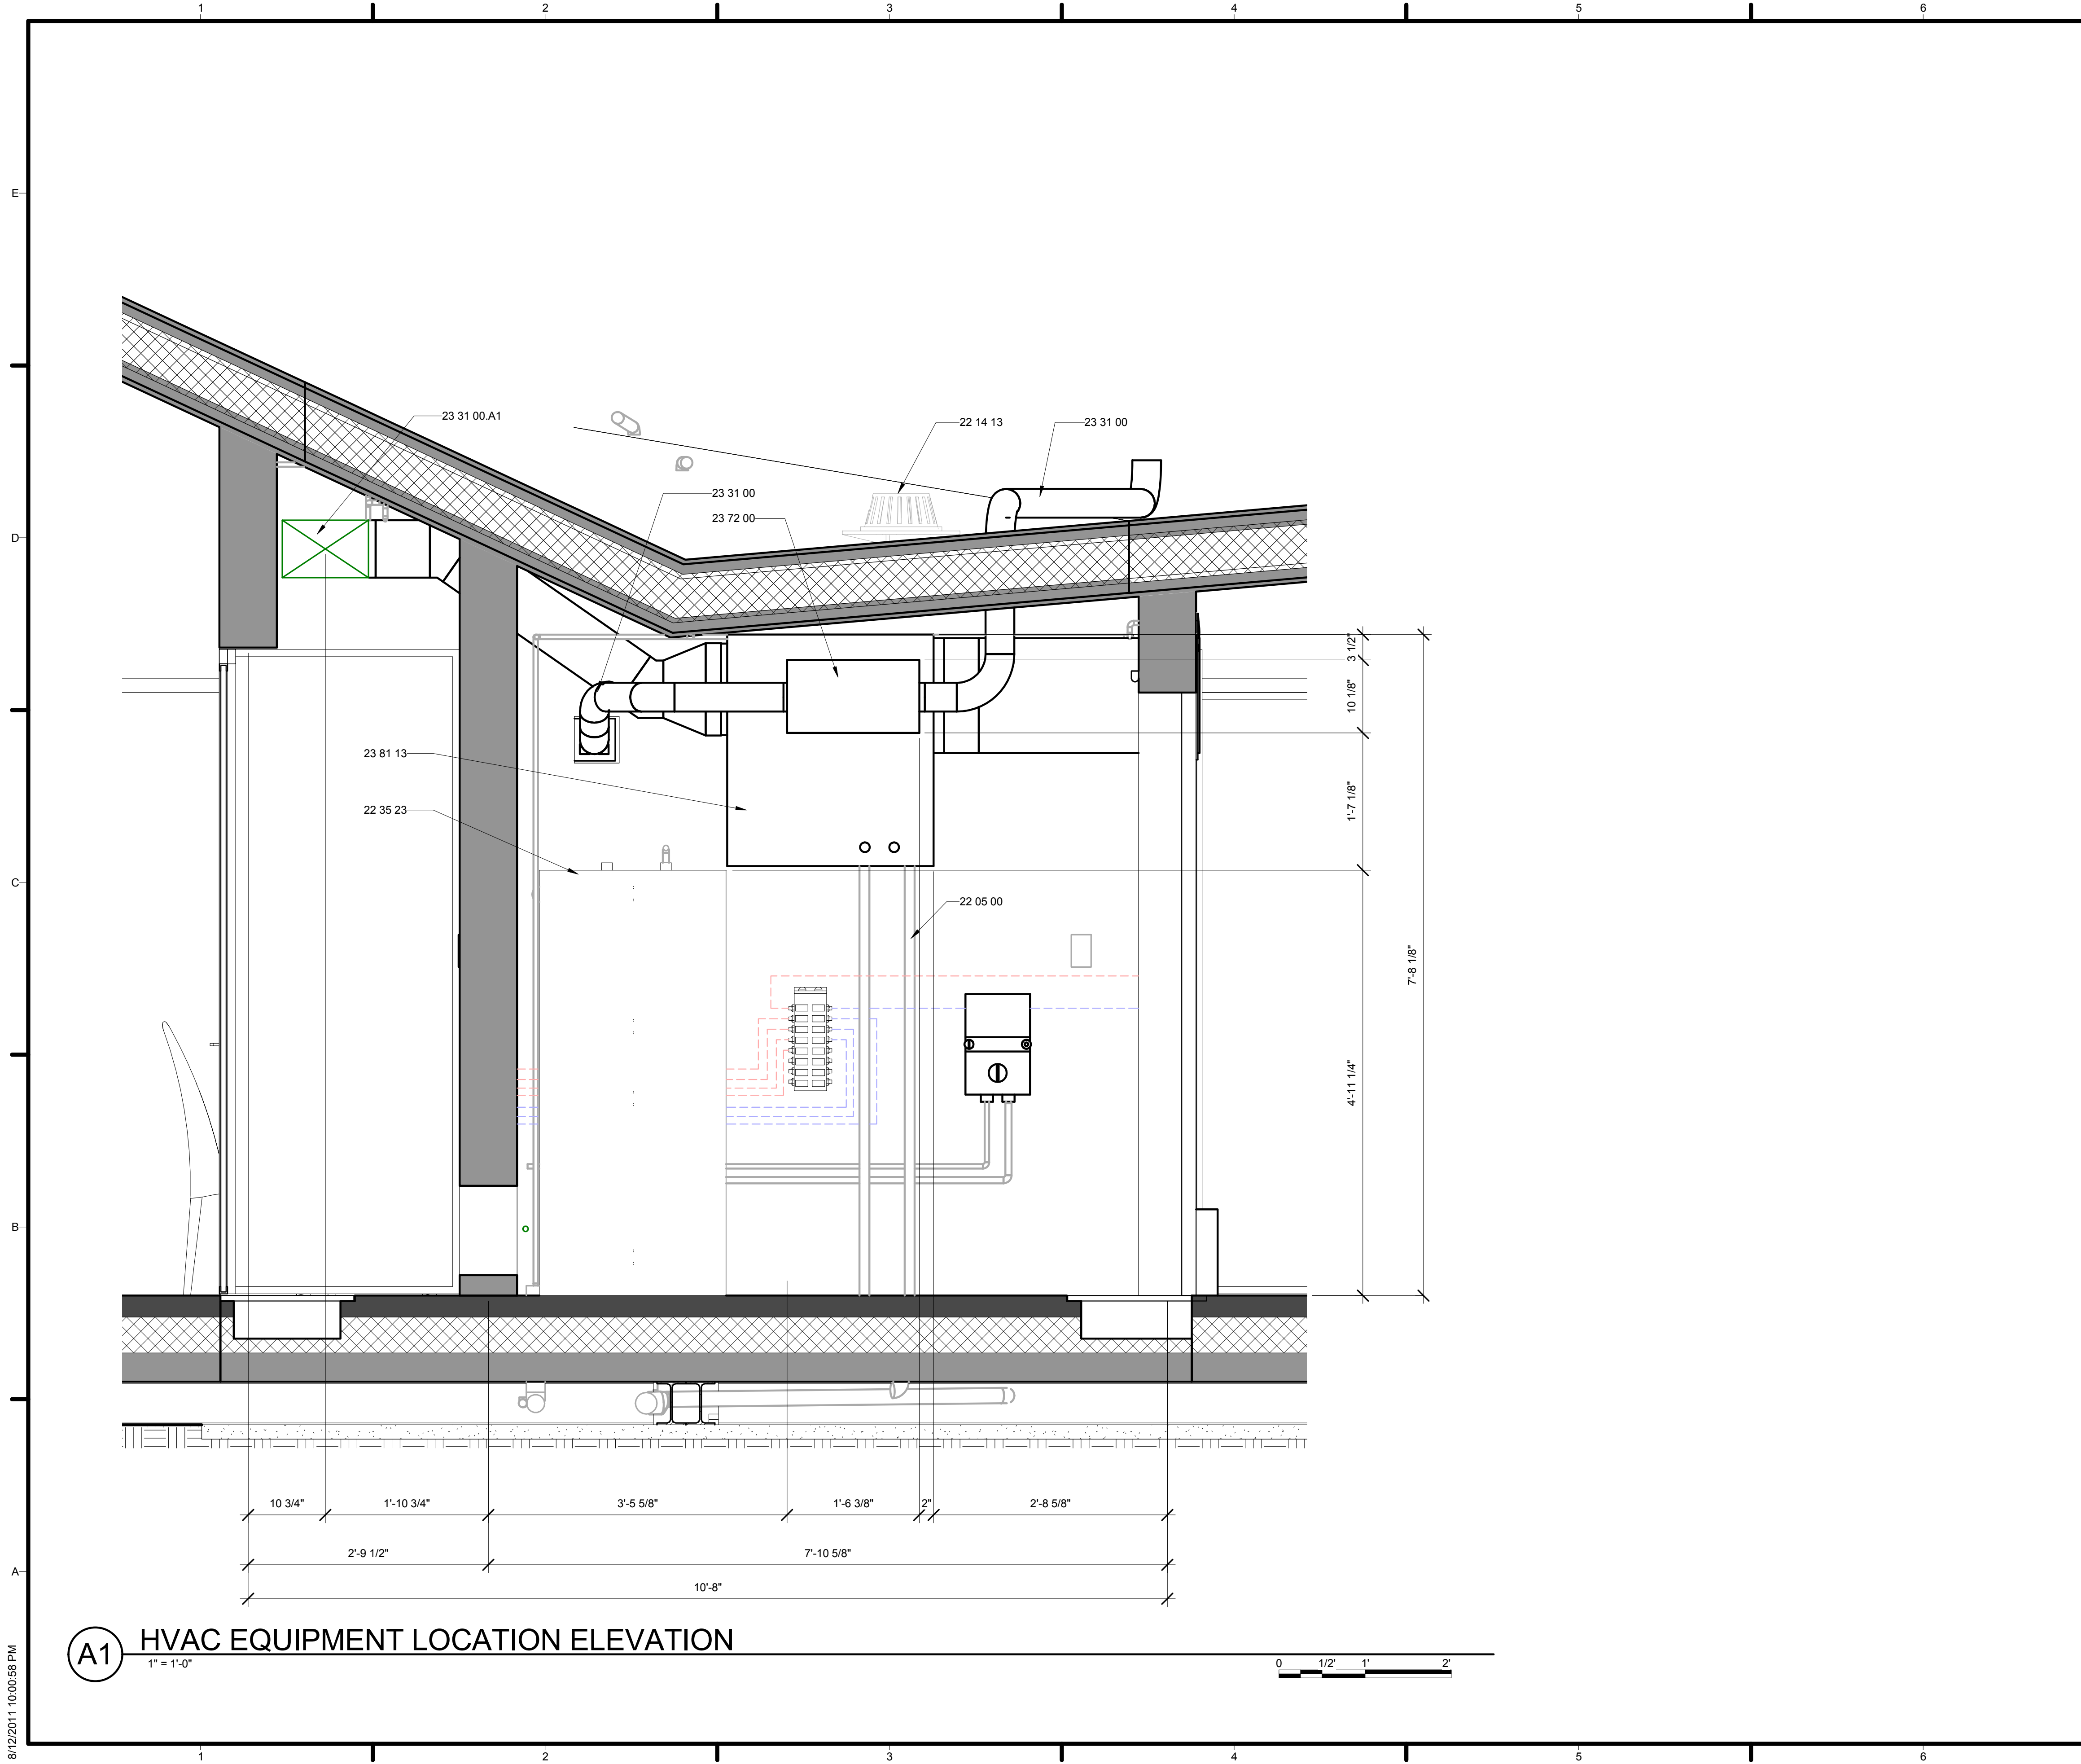 1 2 3 4 5 6
E
23 31 00.A1
22 14 13
23 31 00
23 31 00
23 72 00
D
3 1/2"
10 1/8"
23 81 13
1'-7 1/8"
22 35 23
C
22 05 00
7'-8 1/8"
4'-11 1/4"
B
10 3/4" 1'-10 3/4" 3'-5 5/8" 1'-6 3/8" 2" 2'-8 5/8"
2'-9 1/2" 7'-10 5/8"
A
10'-8"
A1 HVAC EQUIPMENT LOCATION ELEVATION
1" = 1'-0"
0 1/2' 1' 2'
8/12/2011 10:00:58 PM
1 2 3 4 5 6